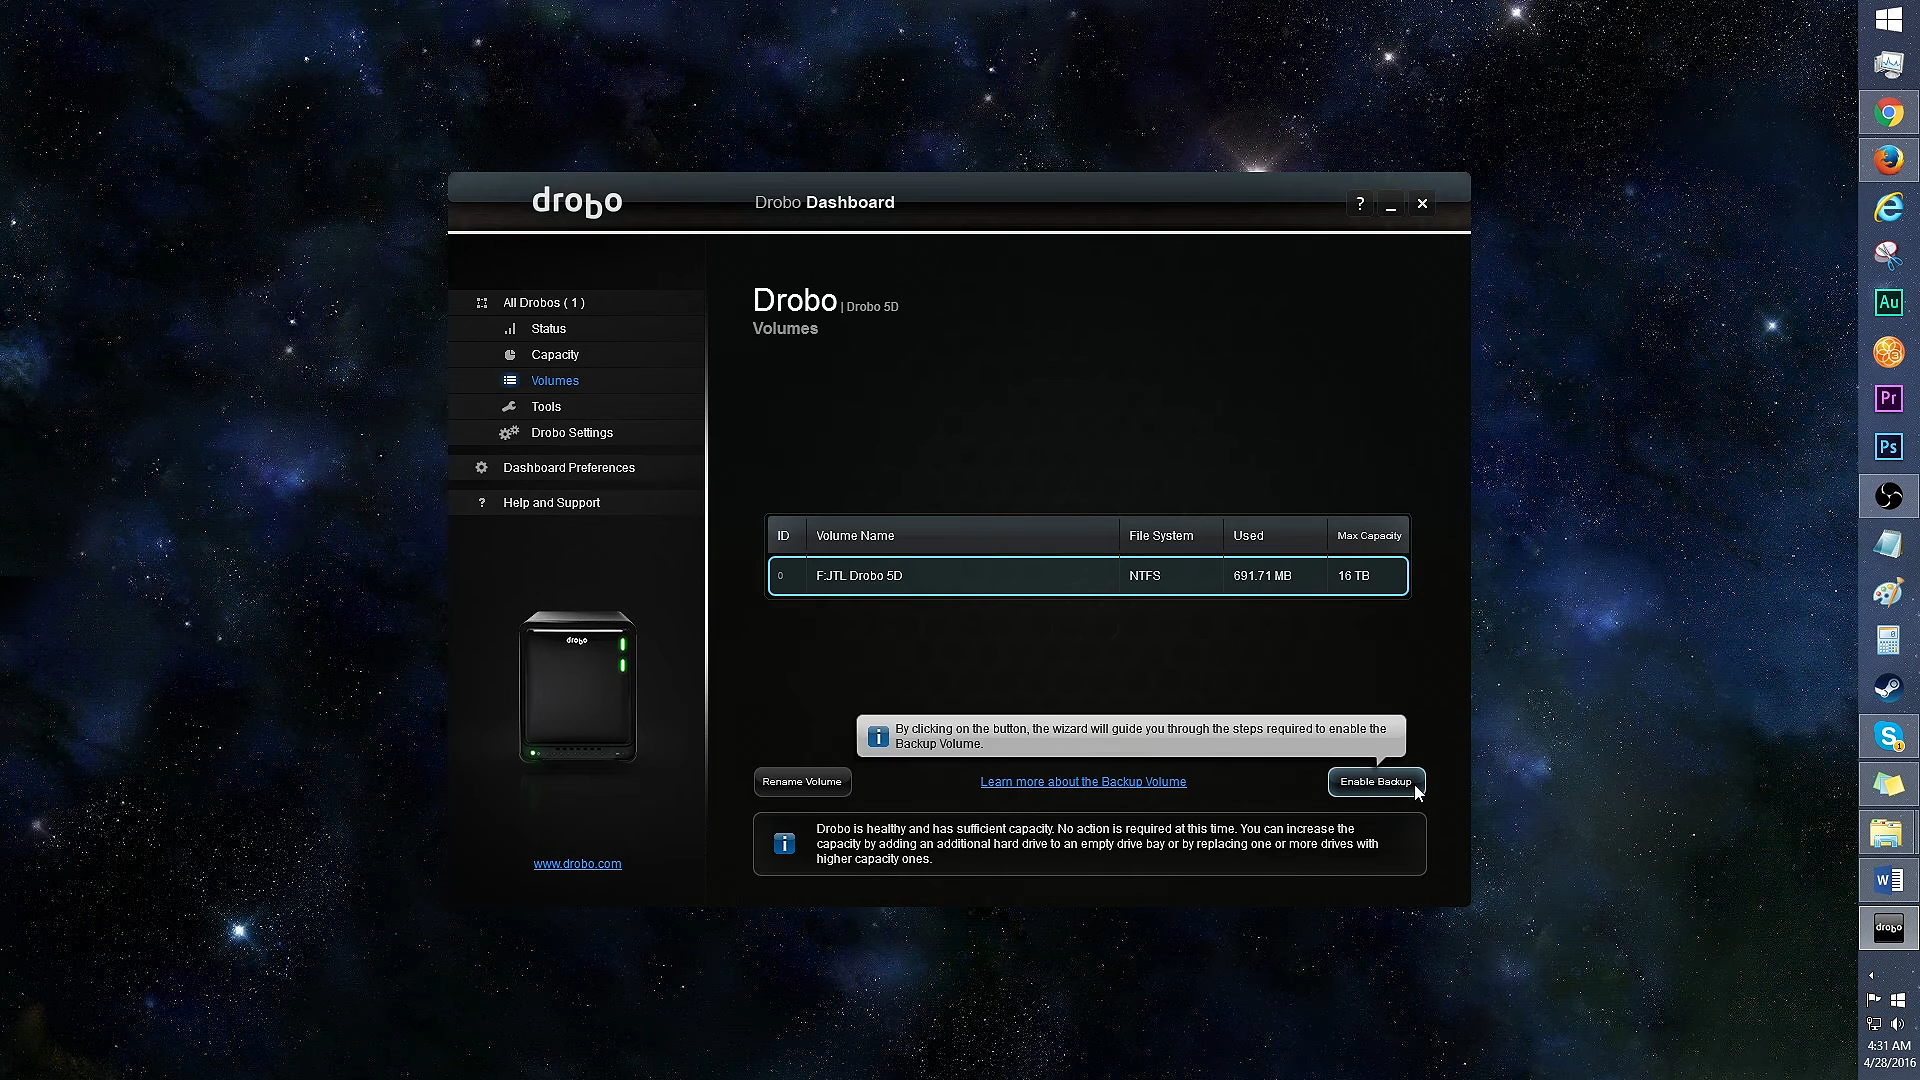 drobo
Drobo Dashboard
? _ ×
All Drobos ( 1 )
Status
Capacity
Volumes
Tools
Drobo Settings
Dashboard Preferences
? Help and Support
drobo
www.drobo.com
Drobo | Drobo 5D
Volumes
ID Volume Name File System Used Max Capacity
0 F:JTL Drobo 5D NTFS 691.71 MB 16 TB
By clicking on the button, the wizard will guide you through the steps required to enable the
Backup Volume.
Rename Volume Learn more about the Backup Volume Enable Backup
Drobo is healthy and has sufficient capacity. No action is required at this time. You can increase the
capacity by adding an additional hard drive to an empty drive bay or by replacing one or more drives with
higher capacity ones.
Au
3
Pr
Ps
S
1
W
drobo
4:31 AM
4/28/2016